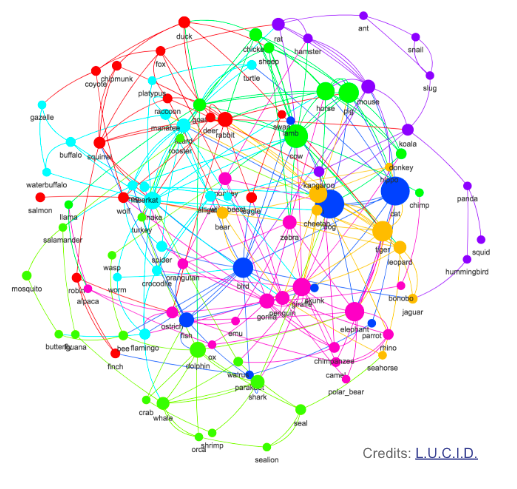 ant
duck
rat
hamster
snail
chicke
sheep
fox
chipmunk
coyote
platypus
turtle
slug
mouse
horse
pig
racoon
gazelle
goat
manatee
swan
lamb
deer
rabbit
lizard
rooster
koala
buffalo
squirrel
cow
donkey
waterbuffalo
kangaroo
panda
meerkat
cat
chimp
salmon
wolf
eagle
llama
snake
cheetah
dog
turkey
bear
salamander
zebra
tiger
squid
wasp
spider
orangutan
leopard
hummingbird
mosquito
robin
crocodile
bird
alpaca
worm
skunk
giraffe
bonobo
gorilla
penguin
jaguar
ostrich
fish
emu
elephant
parrot
rhino
butterfly
iguana
bee
flamingo
ox
finch
dolphin
chimpanzee
seahorse
walrus
camel
parakeet
polar_bear
shark
crab
whale
seal
shrimp
orca
sealion
Credits: L.U.C.I.D.